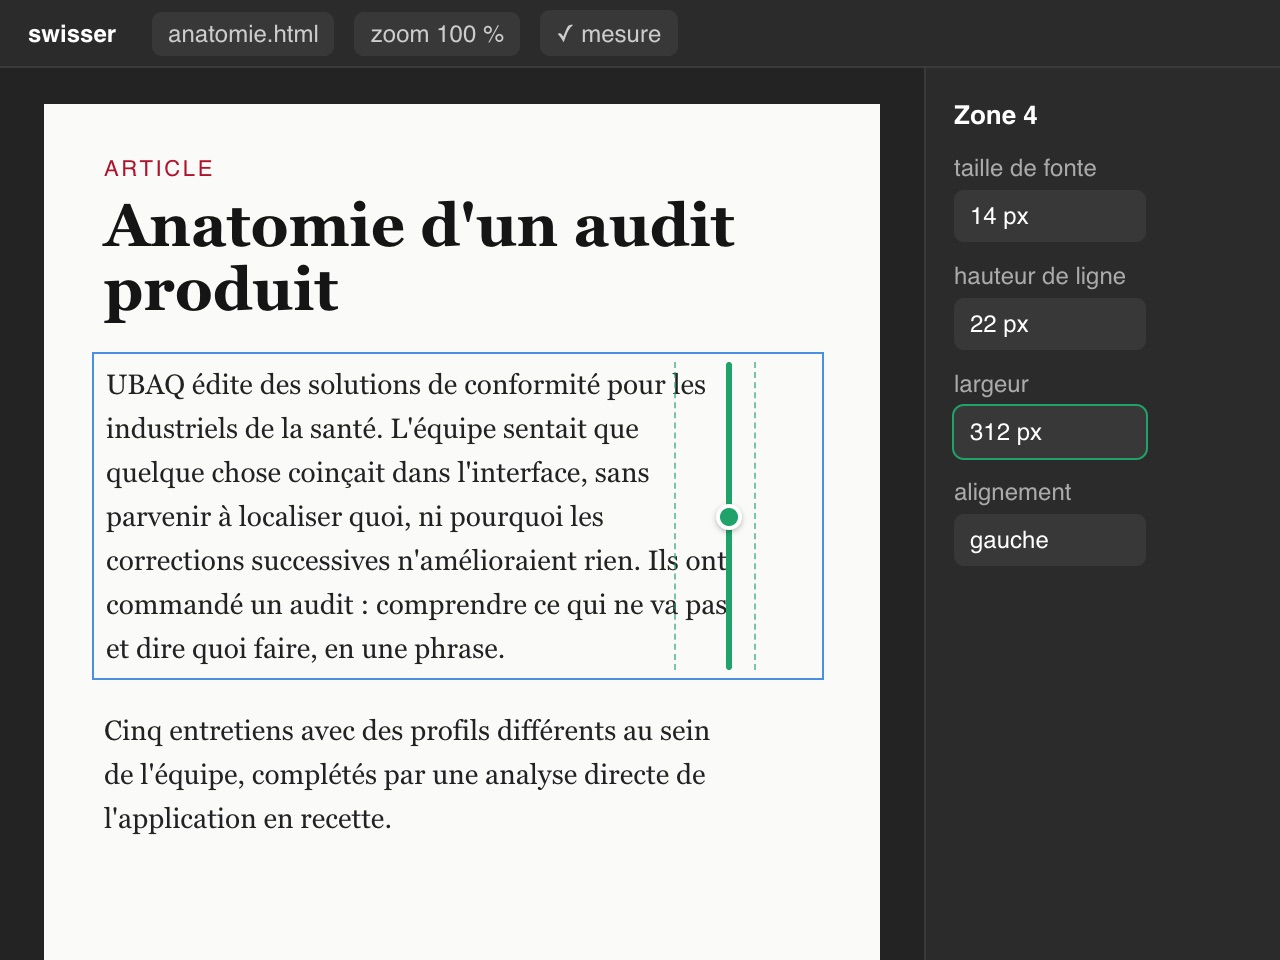 swisser
anatomie.html
zoom 100 %
✓ mesure
ARTICLE
Anatomie d'un audit
produit
UBAQ édite des solutions de conformité pour les
industriels de la santé. L'équipe sentait que
quelque chose coinçait dans l'interface, sans
parvenir à localiser quoi, ni pourquoi les
corrections successives n'amélioraient rien. Ils ont
commandé un audit : comprendre ce qui ne va pas
et dire quoi faire, en une phrase.
Cinq entretiens avec des profils différents au sein
de l'équipe, complétés par une analyse directe de
l'application en recette.
Zone 4
taille de fonte
14 px
hauteur de ligne
22 px
largeur
312 px
alignement
gauche